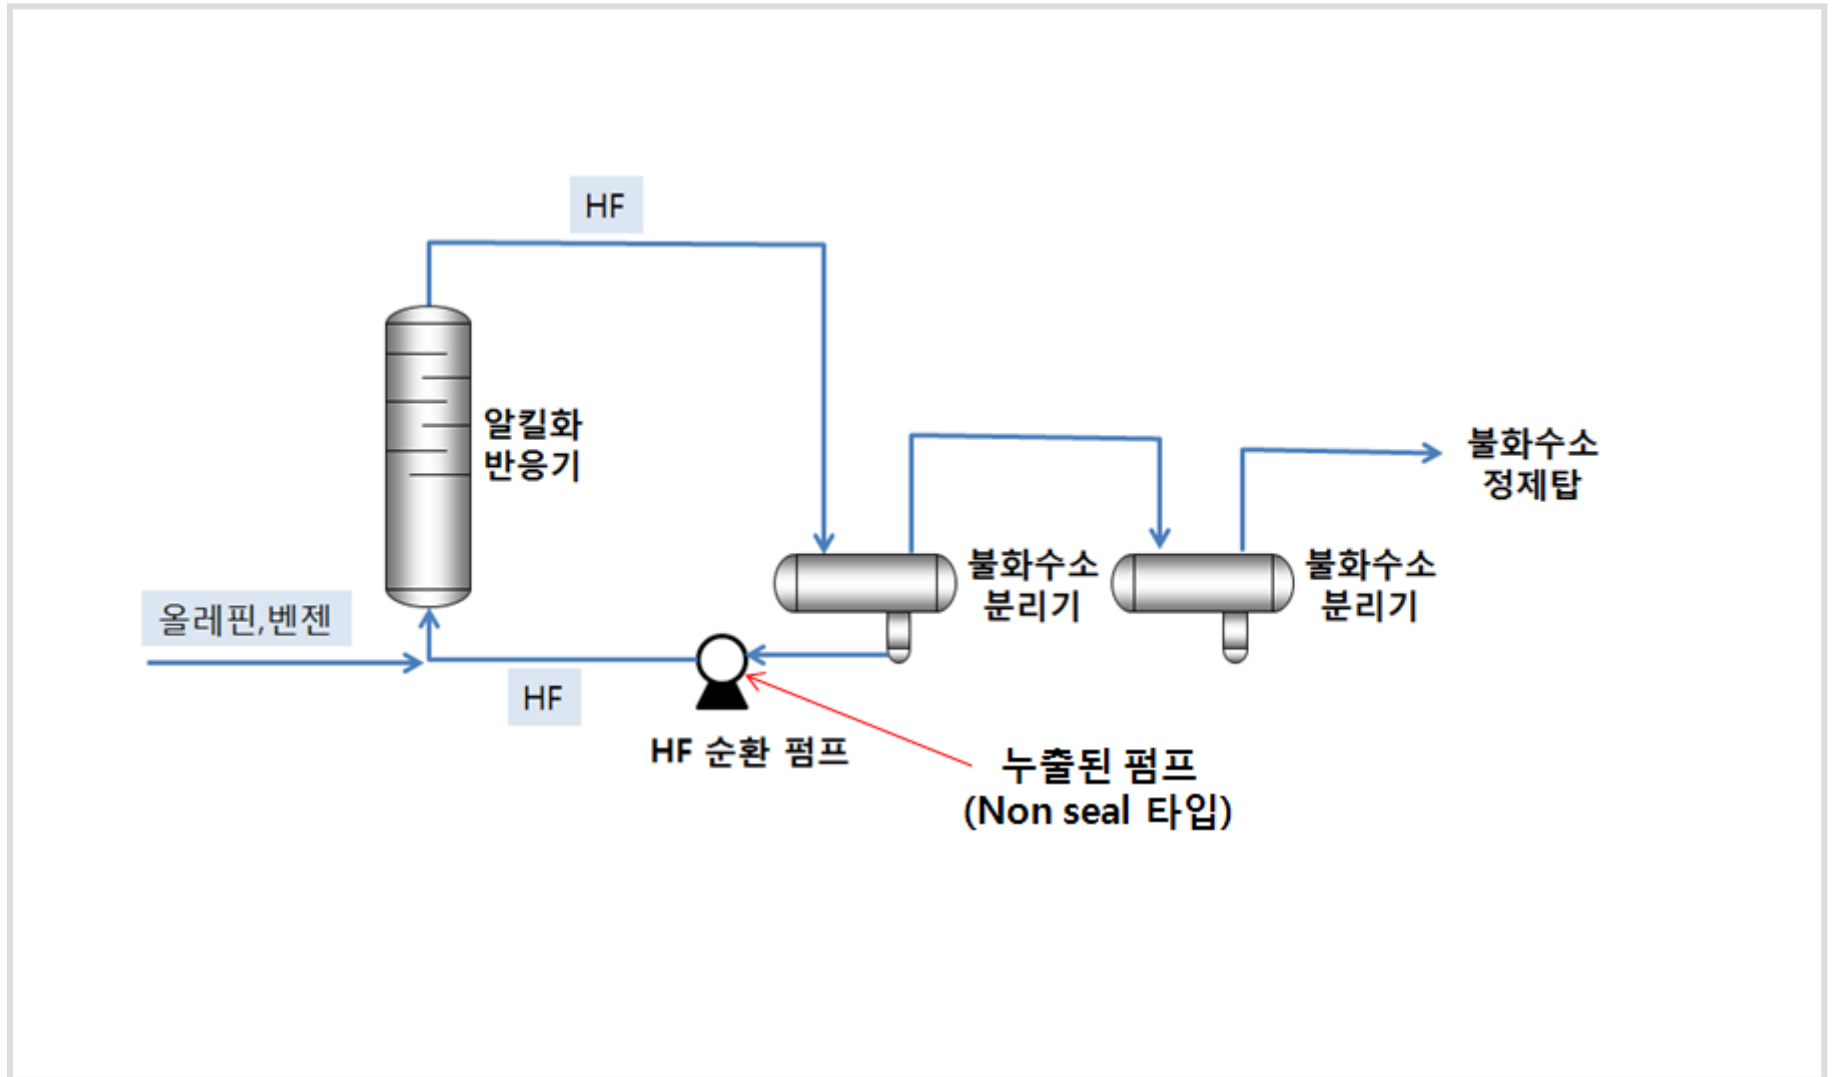 HF
알킬화
반응기
불화수소
정제탑
불화수소
분리기
불화수소
분리기
올레핀,벤젠
HF
HF 순환 펌프
누출된 펌프
(Non seal 타입)